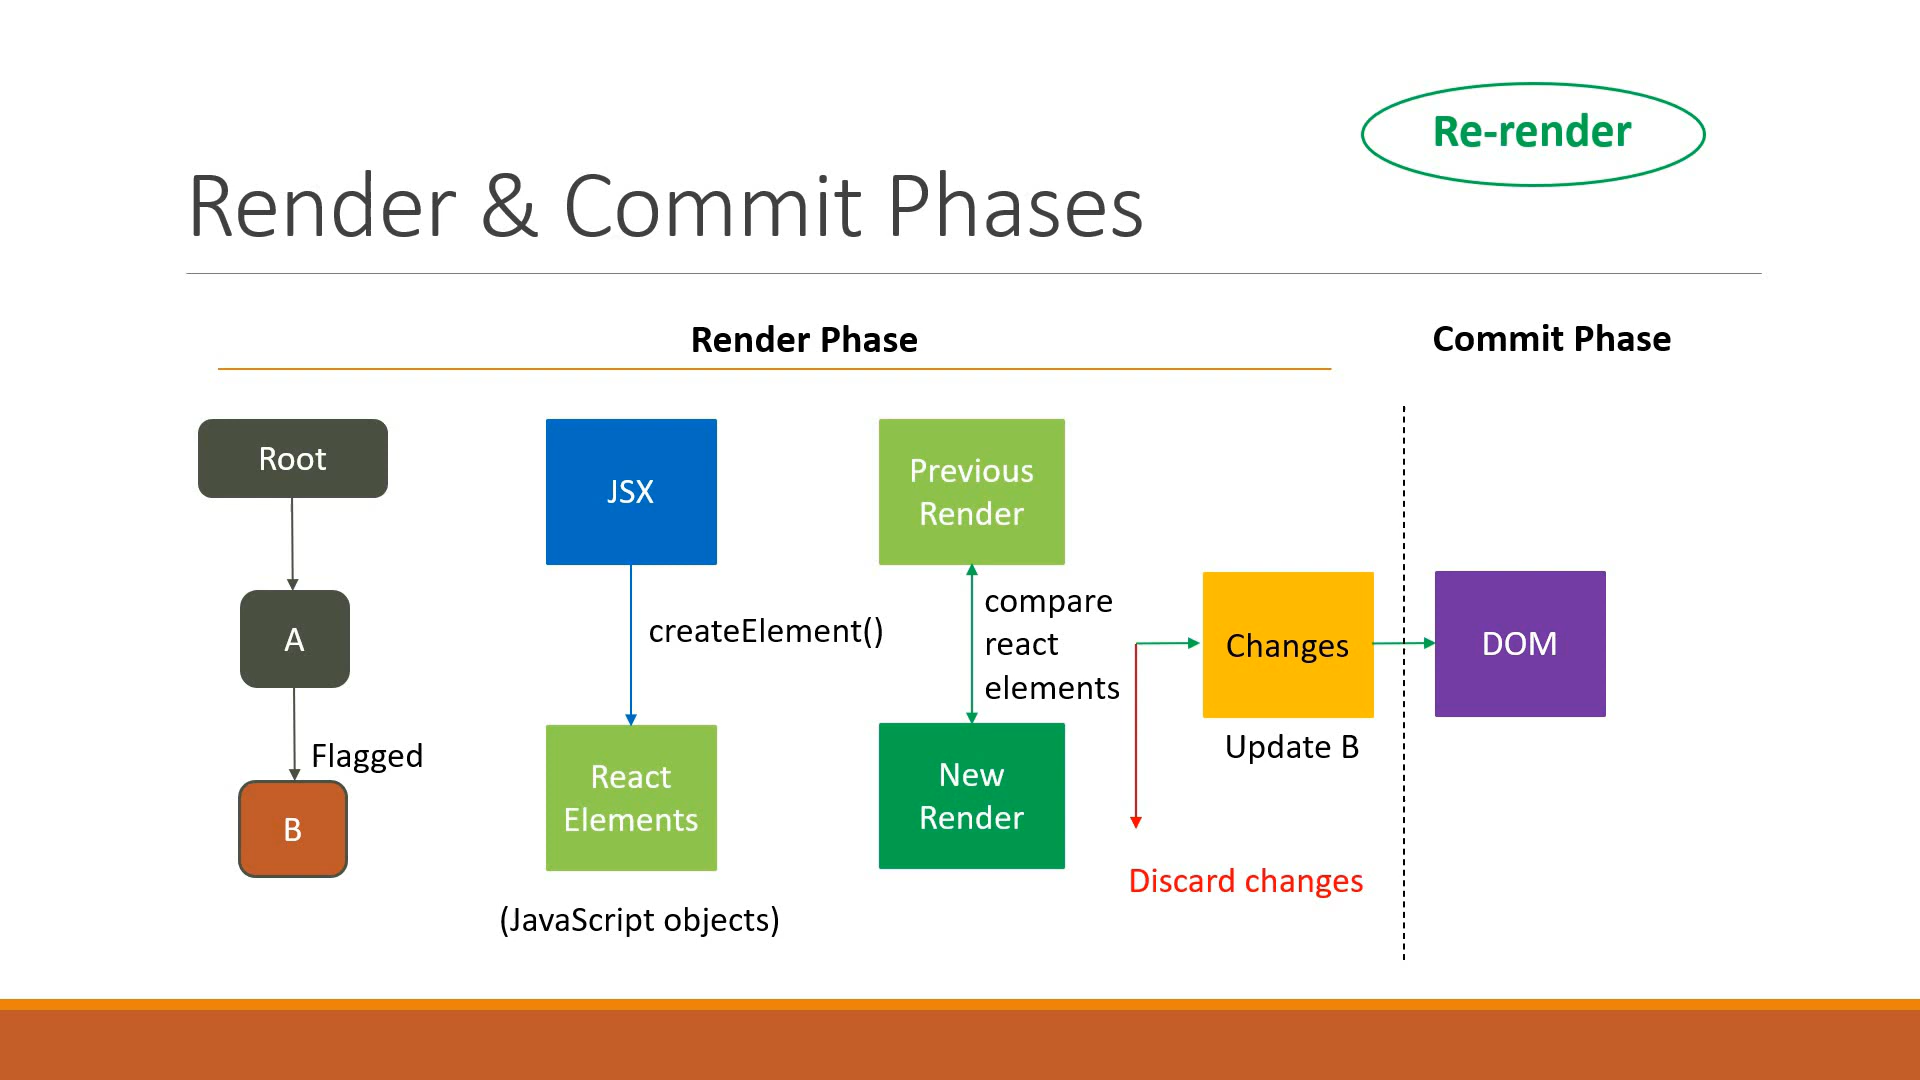 Re-render
Render & Commit Phases
Render Phase
Commit Phase
Root
A
Flagged
B
JSX
createElement()
React
Elements
(JavaScript objects)
Previous
Render
compare
react
elements
New
Render
Changes
Update B
Discard changes
DOM